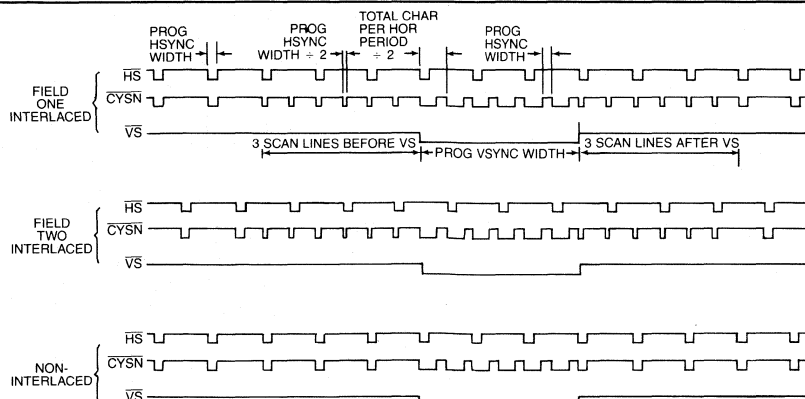 TOTAL CHAR
PER HOR
PERIOD
÷ 2
PROG
HSYNC
WIDTH
PROG
HSYNC
WIDTH ÷ 2
PROG
HSYNC
WIDTH
FIELD
ONE
INTERLACED
HS
CYSN
VS
3 SCAN LINES BEFORE VS
PROG VSYNC WIDTH
3 SCAN LINES AFTER VS
FIELD
TWO
INTERLACED
HS
CYSN
VS
NON-
INTERLACED
HS
CYSN
VS